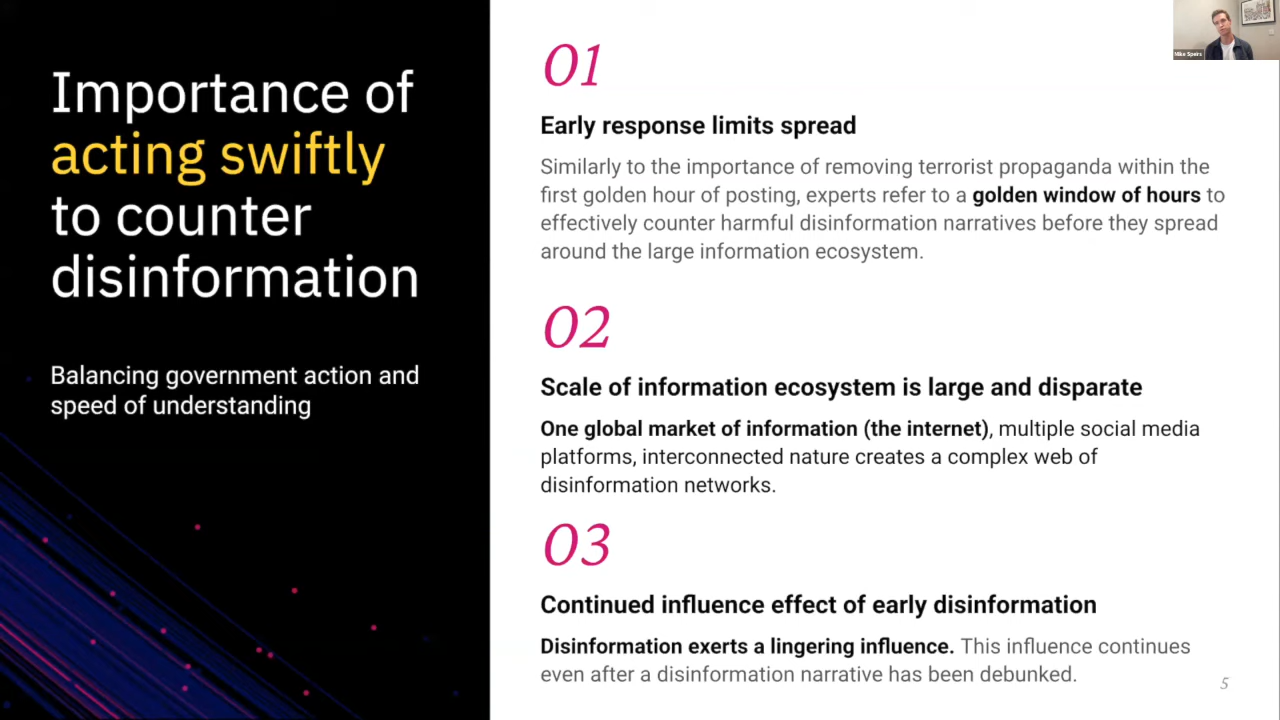 Importance of
acting swiftly
to counter
disinformation
Balancing government action and
speed of understanding
01
Early response limits spread
Similarly to the importance of removing terrorist propaganda within the
first golden hour of posting, experts refer to a golden window of hours to
effectively counter harmful disinformation narratives before they spread
around the large information ecosystem.
02
Scale of information ecosystem is large and disparate
One global market of information (the internet), multiple social media
platforms, interconnected nature creates a complex web of
disinformation networks.
03
Continued influence effect of early disinformation
Disinformation exerts a lingering influence. This influence continues
even after a disinformation narrative has been debunked.
5
Mike Speirs